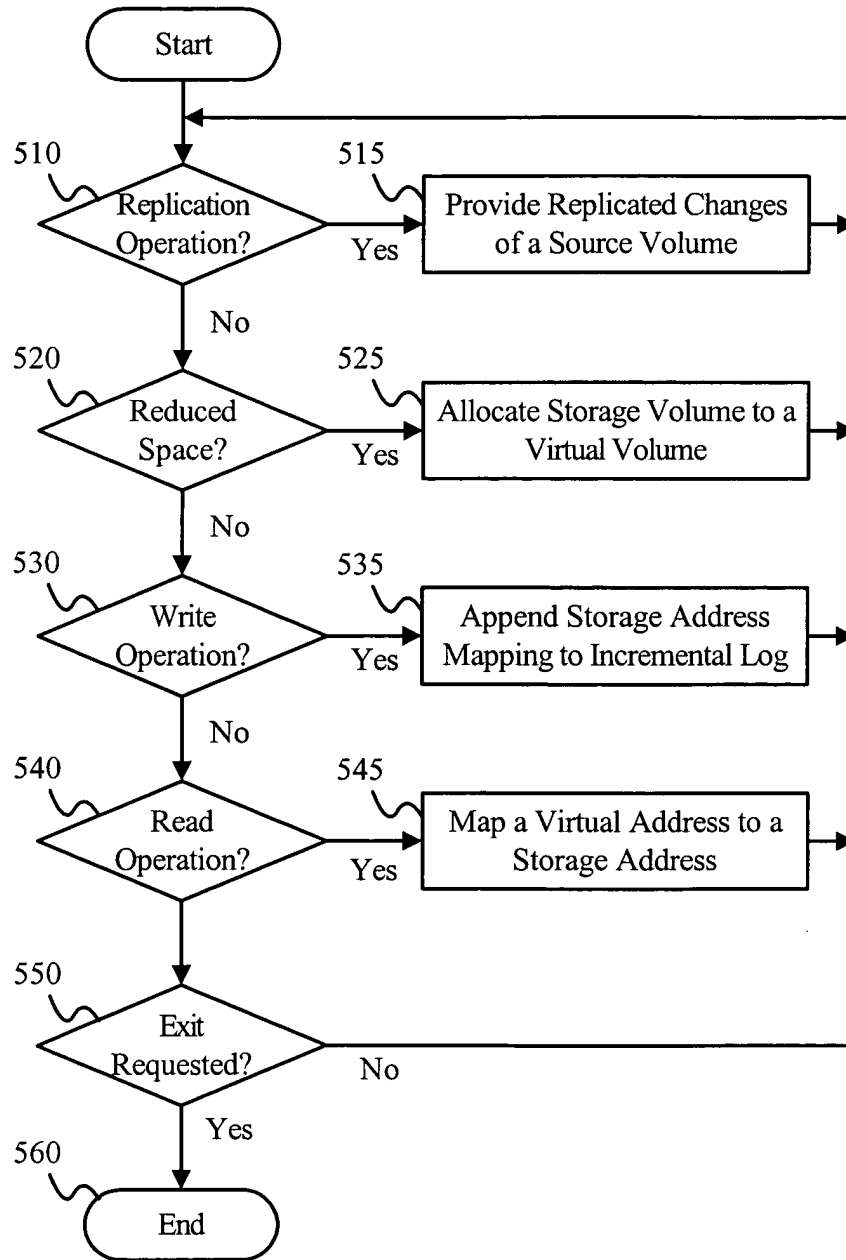 Start
510
Replication
Operation?
Yes
515
Provide Replicated Changes
of a Source Volume
No
520
Reduced
Space?
Yes
525
Allocate Storage Volume to a
Virtual Volume
No
530
Write
Operation?
Yes
535
Append Storage Address
Mapping to Incremental Log
No
540
Read
Operation?
Yes
545
Map a Virtual Address to a
Storage Address
550
Exit
Requested?
No
Yes
560
End